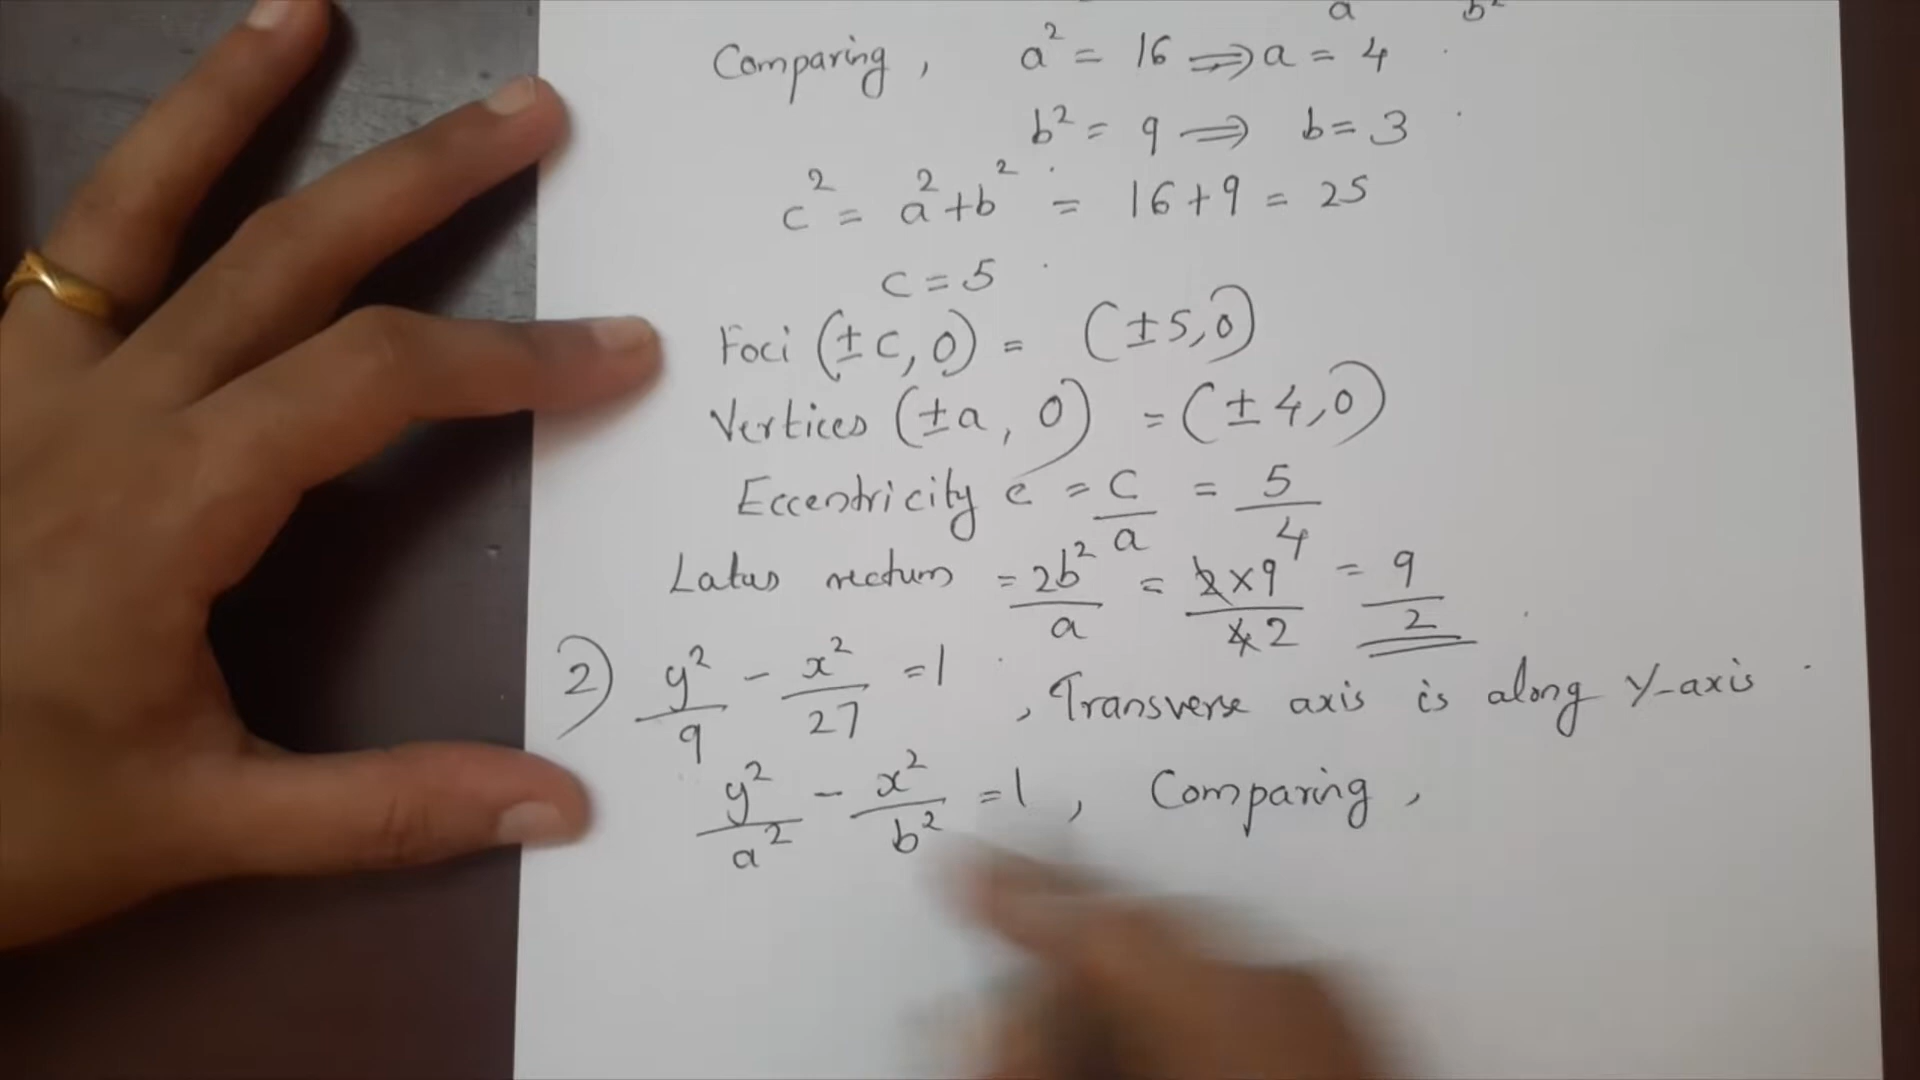 a b²
Comparing, a² = 16 ⟹ a = 4
b² = 9 ⟹ b = 3
c² = a² + b² = 16 + 9 = 25
c = 5
Foci (±c, 0) = (±5, 0)
Vertices (±a, 0) = (±4, 0)
Eccentricity e = c/a = 5/4
Latus rectum = 2b²/a = 2×9/4 2 = 9/2
2) y²/9 − x²/27 = 1, Transverse axis is along Y-axis
y²/a² − x²/b² = 1, Comparing,